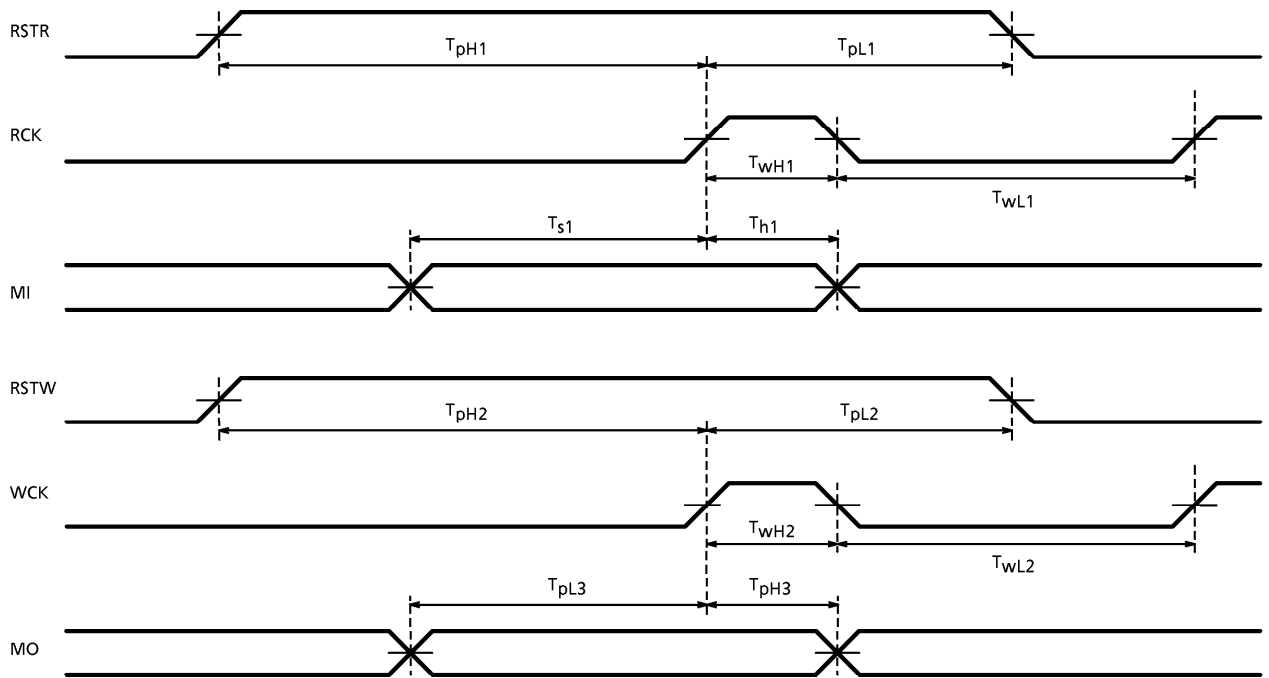 RSTR
TpH1 TpL1
RCK
TwH1
TwL1
Ts1 Th1
MI
RSTW
TpH2 TpL2
WCK
TwH2
TwL2
TpL3 TpH3
MO